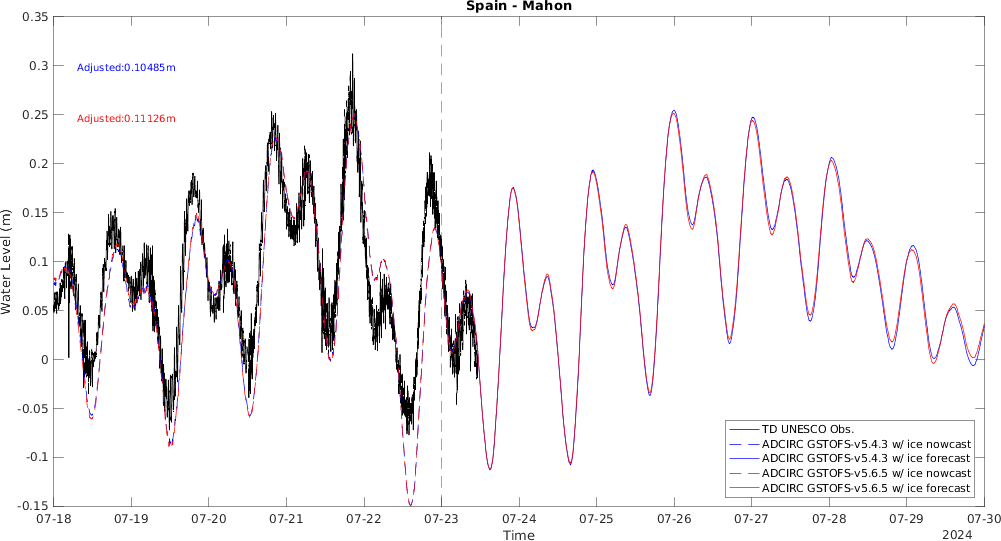 Spain - Mahon
0.35
0.3
0.25
0.2
0.15
0.1
0.05
0
-0.05
-0.1
-0.15
Water Level (m)
Adjusted:0.10485m
Adjusted:0.11126m
TD UNESCO Obs.
ADCIRC GSTOFS-v5.4.3 w/ ice nowcast
ADCIRC GSTOFS-v5.4.3 w/ ice forecast
ADCIRC GSTOFS-v5.6.5 w/ ice nowcast
ADCIRC GSTOFS-v5.6.5 w/ ice forecast
07-18 07-19 07-20 07-21 07-22 07-23 07-24 07-25 07-26 07-27 07-28 07-29 07-30
Time
2024